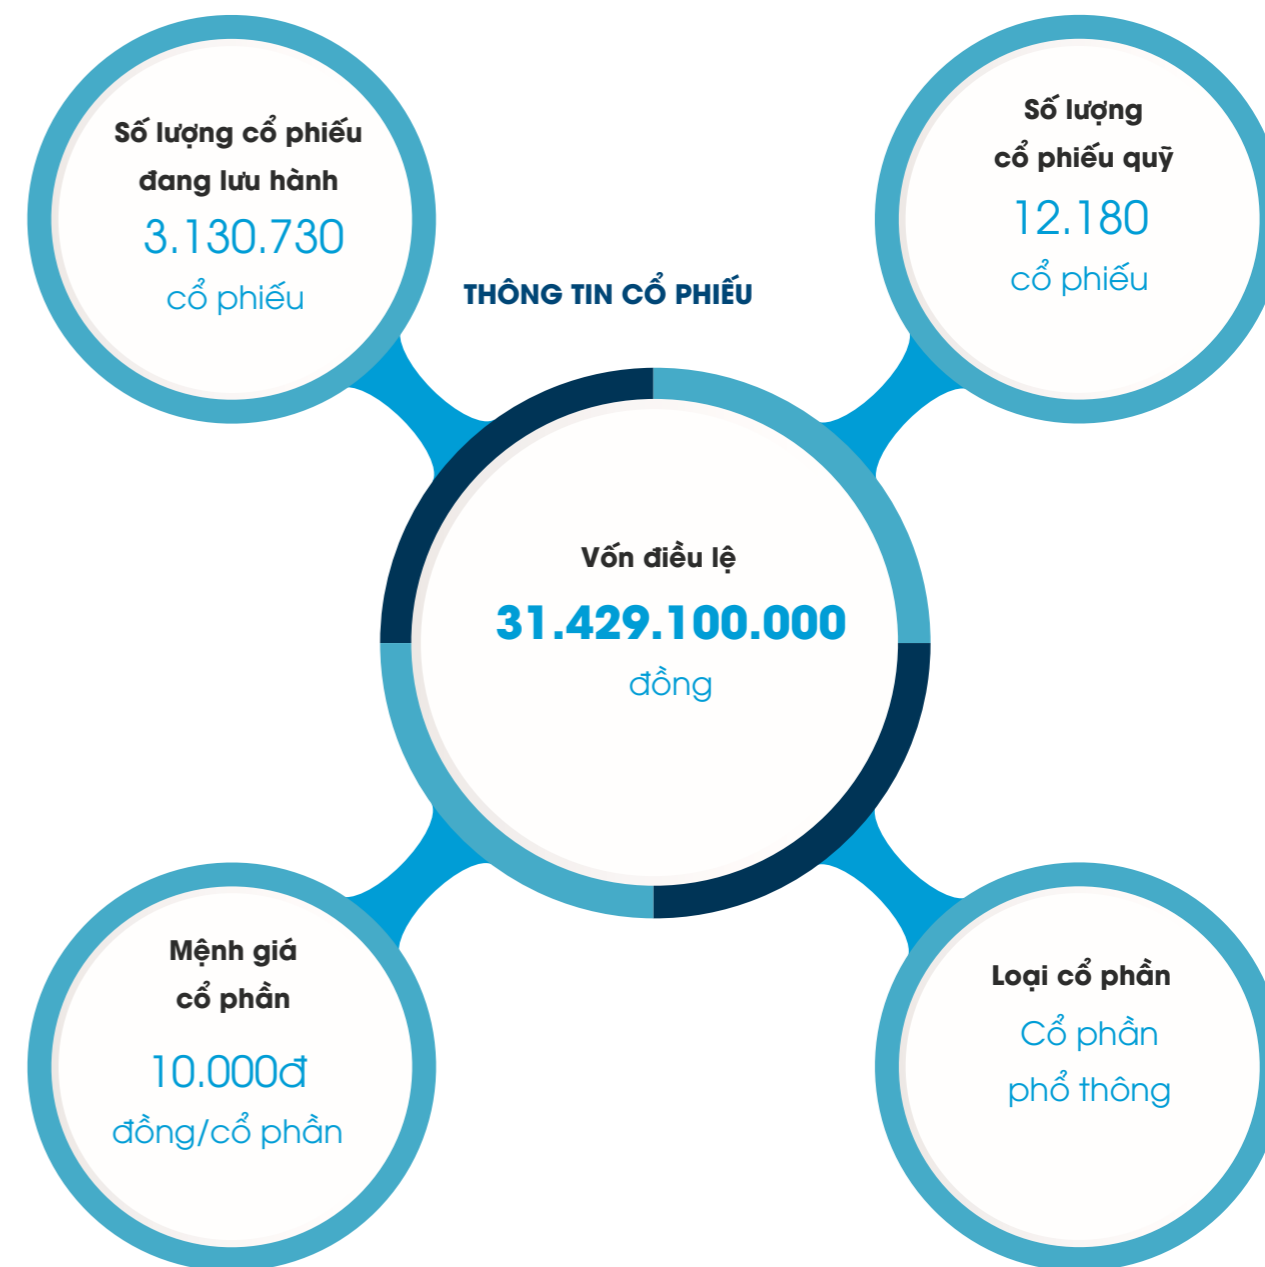 Số lượng cổ phiếu
đang lưu hành
3.130.730
cổ phiếu
Số lượng
cổ phiếu quỹ
12.180
cổ phiếu
THÔNG TIN CỔ PHIẾU
Vốn điều lệ
31.429.100.000
đồng
Mệnh giá
cổ phần
10.000đ
đồng/cổ phần
Loại cổ phần
Cổ phần
phổ thông